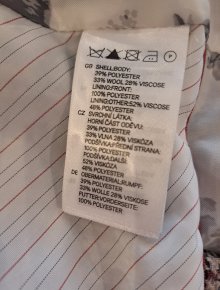 GB SHELL:BODY:
39% POLYESTER
33% WOOL 28% VISCOSE
LINING:FRONT:
100% POLYESTER
LINING:OTHER:52% VISCOSE
48% POLYESTER
CZ SVRCHNÍ LÁTKA:
HORNÍ ČÁST ODĚVU:
39% POLYESTER
33% VLNA 28% VISKÓZA
PODŠÍVKA:PŘEDNÍ STRANA:
100% POLYESTER
PODŠÍVKA:DALŠÍ:
52% VISKÓZA
48% POLYESTER
DE OBERMATERIAL:RUMPF:
39% POLYESTER
33% WOLLE 28% VISKOSE
FUTTER:VORDERSEITE:
100% POLYESTER